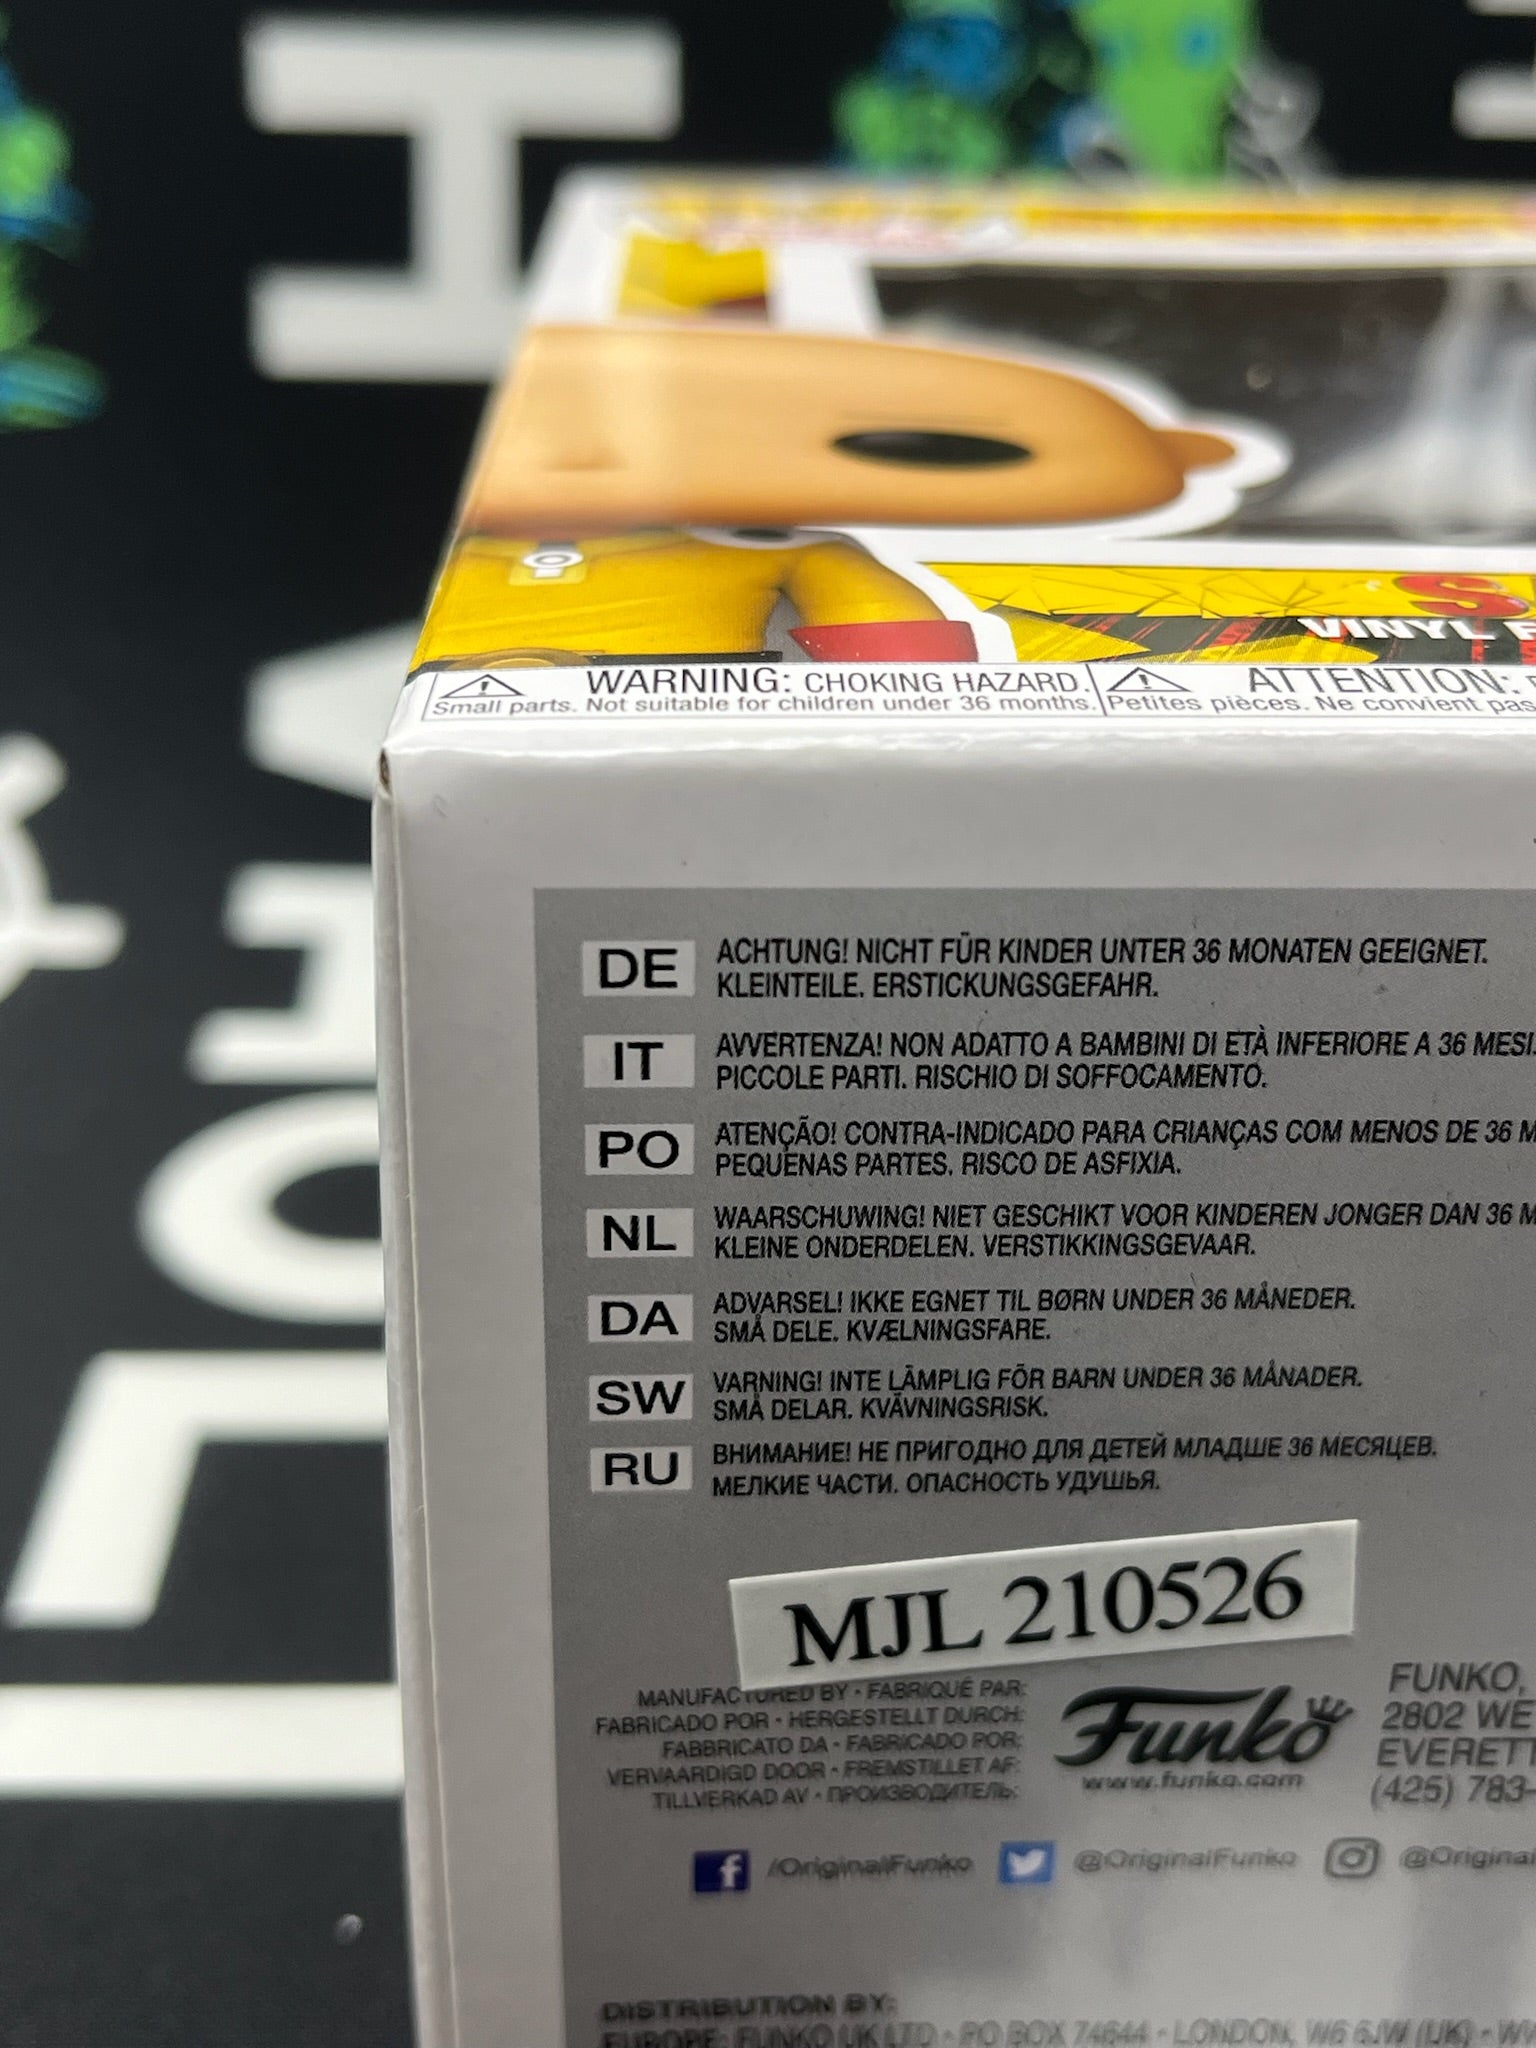 S
VINYL F
WARNING: CHOKING HAZARD.
Small parts. Not suitable for children under 36 months.
ATTENTION:
Petites pièces. Ne convient pas
DE
ACHTUNG! NICHT FÜR KINDER UNTER 36 MONATEN GEEIGNET.
KLEINTEILE. ERSTICKUNGSGEFAHR.
IT
AVVERTENZA! NON ADATTO A BAMBINI DI ETÀ INFERIORE A 36 MESI.
PICCOLE PARTI. RISCHIO DI SOFFOCAMENTO.
PO
ATENÇÃO! CONTRA-INDICADO PARA CRIANÇAS COM MENOS DE 36 M
PEQUENAS PARTES. RISCO DE ASFIXIA.
NL
WAARSCHUWING! NIET GESCHIKT VOOR KINDEREN JONGER DAN 36 M
KLEINE ONDERDELEN. VERSTIKKINGSGEVAAR.
DA
ADVARSEL! IKKE EGNET TIL BØRN UNDER 36 MÅNEDER.
SMÅ DELE. KVÆLNINGSFARE.
SW
VARNING! INTE LÄMPLIG FÖR BARN UNDER 36 MÅNADER.
SMÅ DELAR. KVÄVNINGSRISK.
RU
ВНИМАНИЕ! НЕ ПРИГОДНО ДЛЯ ДЕТЕЙ МЛАДШЕ 36 МЕСЯЦЕВ.
МЕЛКИЕ ЧАСТИ. ОПАСНОСТЬ УДУШЬЯ.
MJL 210526
MANUFACTURED BY • FABRIQUÉ PAR:
FABRICADO POR • HERGESTELLT DURCH:
FABBRICATO DA • FABRICADO POR:
VERVAARDIGD DOOR • FREMSTILLET AF:
TILLVERKAD AV • ПРОИЗВОДИТЕЛЬ:
Funko
www.funko.com
FUNKO,
2802 WE
EVERETT
(425) 783-
/OriginalFunko
@OriginalFunko
@Original
DISTRIBUTION BY:
EUROPE: FUNKO UK LTD • PO BOX 74644 • LONDON, W6 6JW (UK) • WW